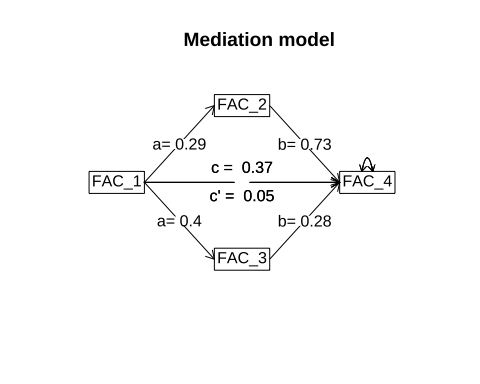 Mediation model
FAC_2
a= 0.29
b= 0.73
c = 0.37
FAC_1
FAC_4
c' = 0.05
a= 0.4
b= 0.28
FAC_3